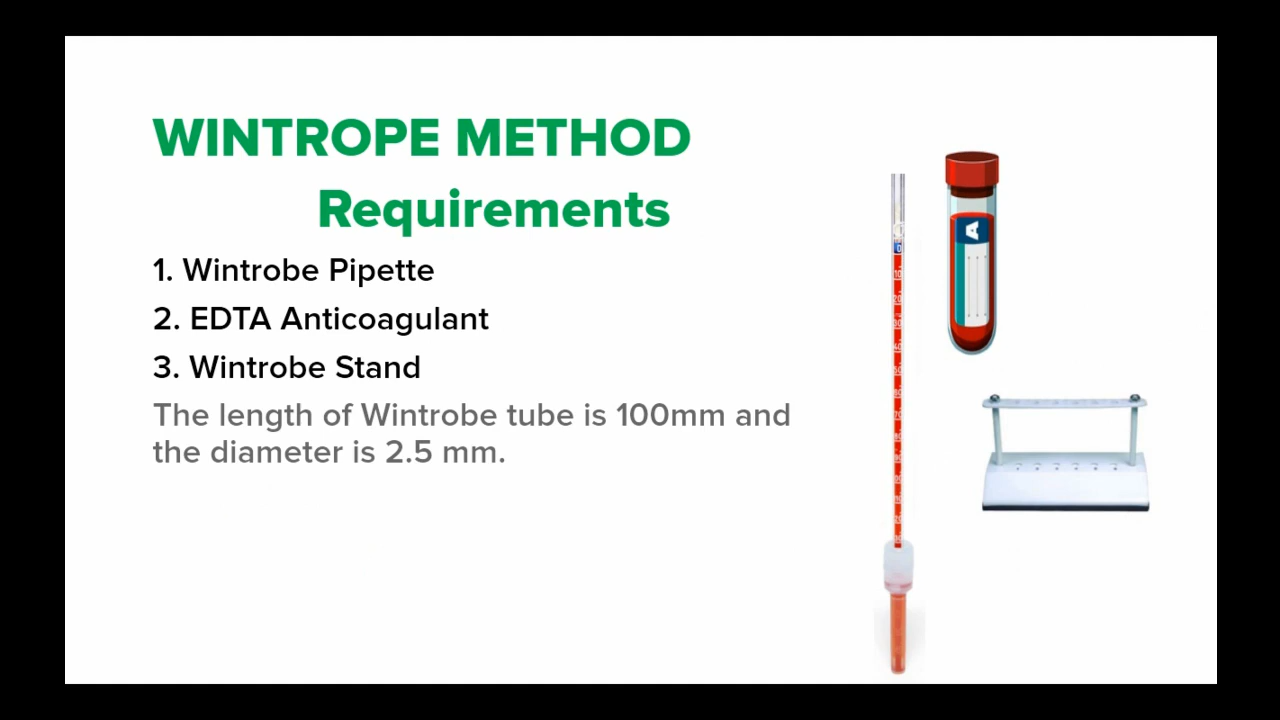 WINTROPE METHOD
Requirements
1. Wintrobe Pipette
2. EDTA Anticoagulant
3. Wintrobe Stand
The length of Wintrobe tube is 100mm and
the diameter is 2.5 mm.
A